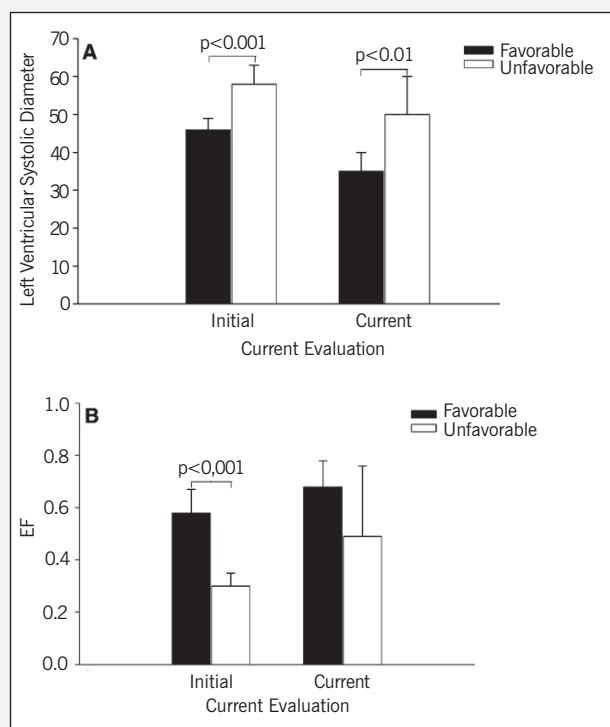 A
p<0.001
p<0.01
Favorable
Unfavorable
Left Ventricular Systolic Diameter
70
60
50
40
30
20
10
0
Initial
Current
Current Evaluation
B
p<0,001
Favorable
Unfavorable
EF
1.0
0.8
0.6
0.4
0.2
0.0
Initial
Current
Current Evaluation